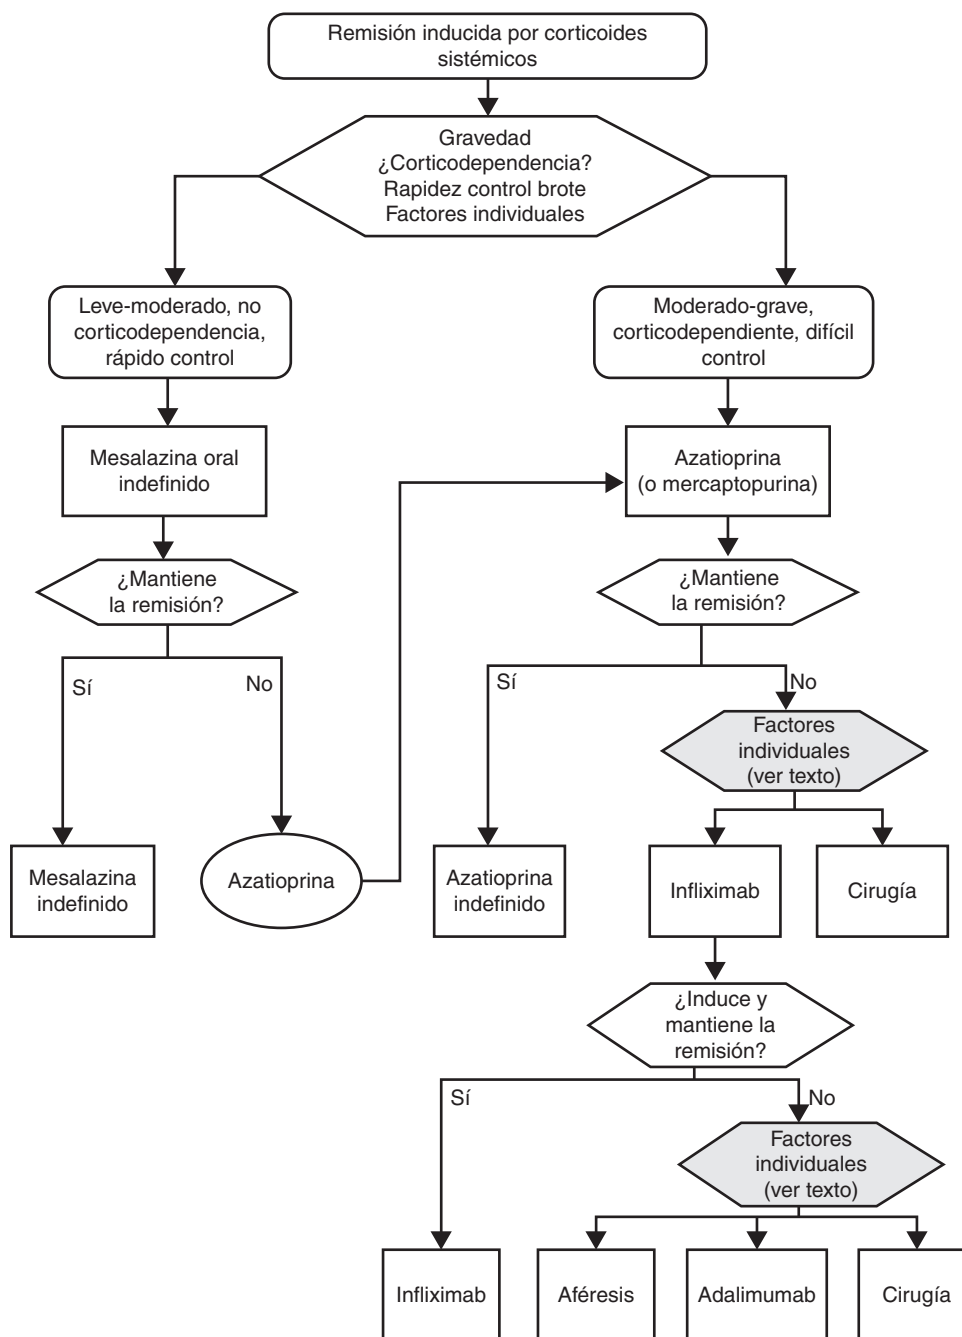 Remisión inducida por corticoides
sistémicos
Gravedad
¿Corticodependencia?
Rapidez control brote
Factores individuales
Leve-moderado, no
corticodependencia,
rápido control
Moderado-grave,
corticodependiente, difícil
control
Mesalazina oral
indefinido
Azatioprina
(o mercaptopurina)
¿Mantiene
la remisión?
¿Mantiene
la remisión?
Sí
No
Sí
No
Factores
individuales
(ver texto)
Mesalazina
indefinido
Azatioprina
Azatioprina
indefinido
Infliximab
Cirugía
¿Induce y
mantiene la
remisión?
Sí
No
Factores
individuales
(ver texto)
Infliximab
Aféresis
Adalimumab
Cirugía